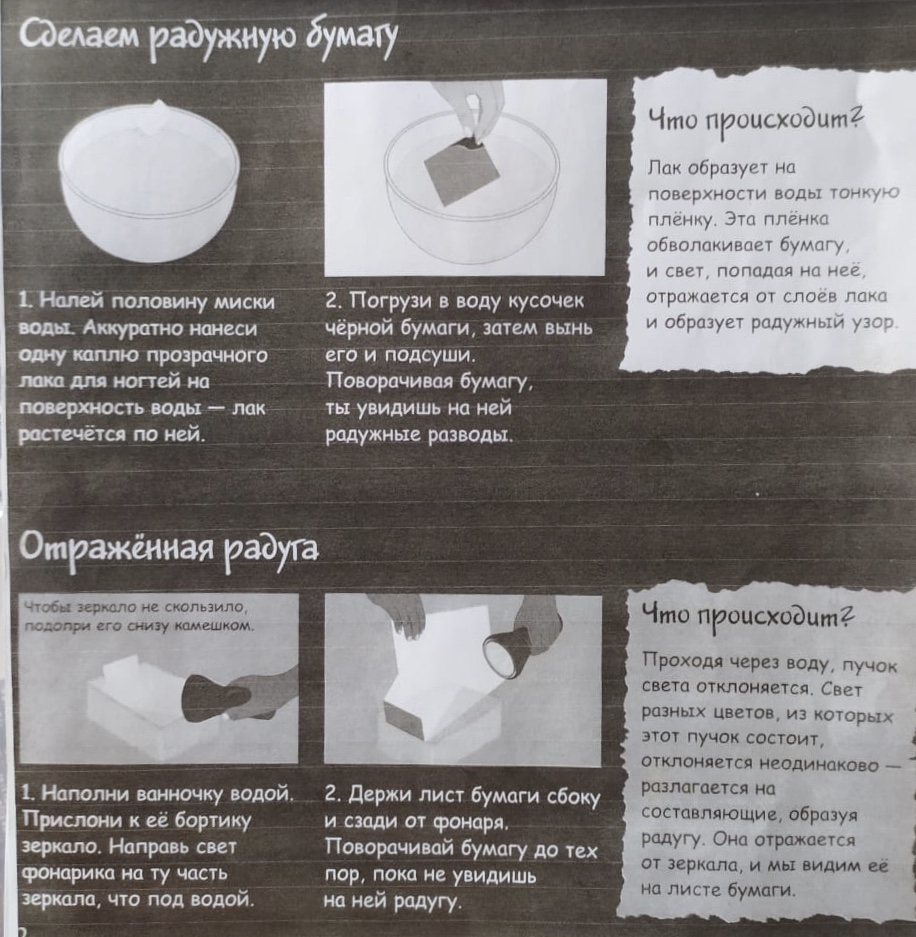 Сделаем радужную бумагу
1. Налей половину миски
воды. Аккуратно нанеси
одну каплю прозрачного
лака для ногтей на
поверхность воды — лак
растечётся по ней.
2. Погрузи в воду кусочек
чёрной бумаги, затем вынь
его и подсуши.
Поворачивая бумагу,
ты увидишь на ней
радужные разводы.
Что происходит?
Лак образует на
поверхности воды тонкую
плёнку. Эта плёнка
обволакивает бумагу,
и свет, попадая на неё,
отражается от слоёв лака
и образует радужный узор.
Отражённая радуга
Чтобы зеркало не скользило,
подопри его снизу камешком.
1. Наполни ванночку водой.
Прислони к её бортику
зеркало. Направь свет
фонарика на ту часть
зеркала, что под водой.
2. Держи лист бумаги сбоку
и сзади от фонаря.
Поворачивай бумагу до тех
пор, пока не увидишь
на ней радугу.
Что происходит?
Проходя через воду, пучок
света отклоняется. Свет
разных цветов, из которых
этот пучок состоит,
отклоняется неодинаково —
разлагается на
составляющие, образуя
радугу. Она отражается
от зеркала, и мы видим её
на листе бумаги.